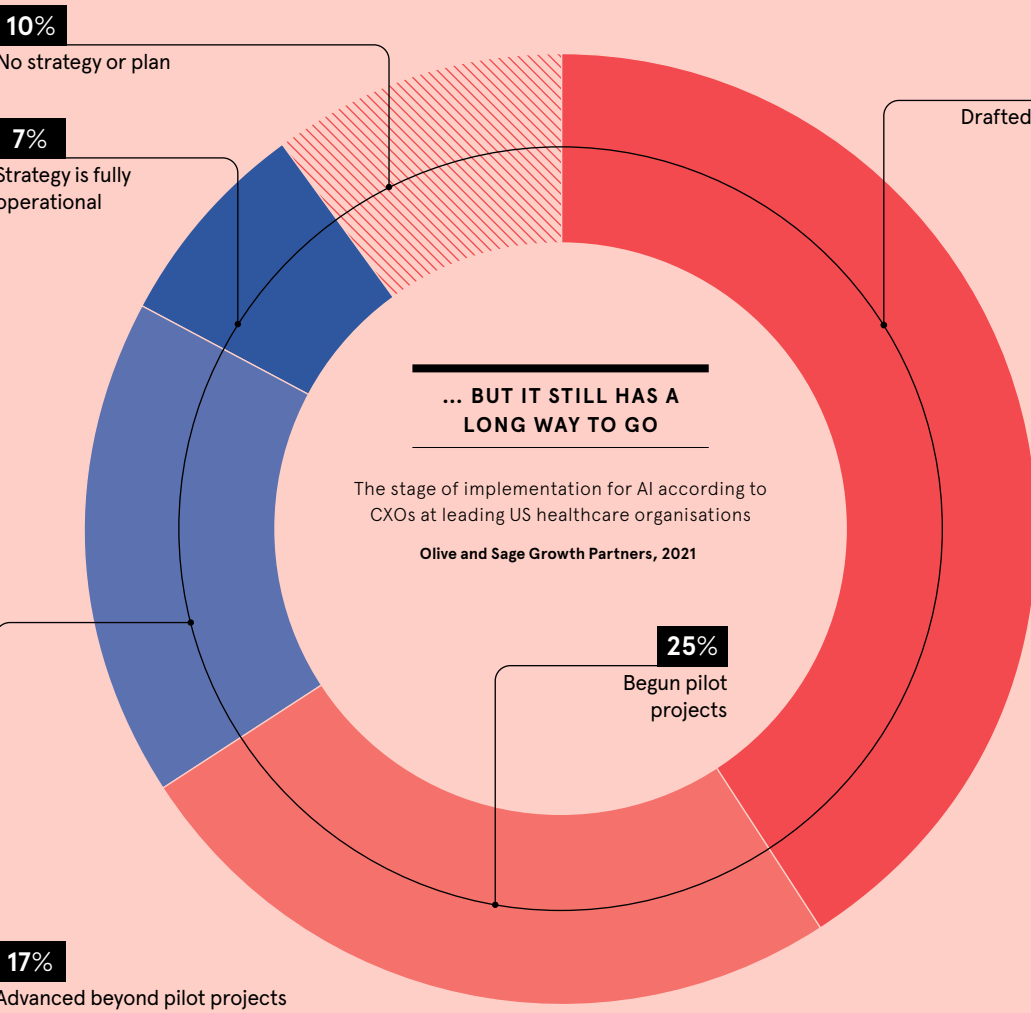 10%
No strategy or plan
7%
Strategy is fully
operational
Drafted
... BUT IT STILL HAS A
LONG WAY TO GO
The stage of implementation for AI according to
CXOs at leading US healthcare organisations
Olive and Sage Growth Partners, 2021
25%
Begun pilot
projects
17%
Advanced beyond pilot projects